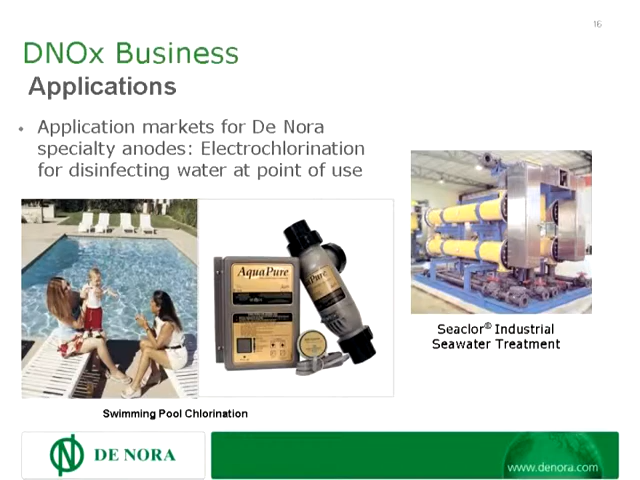 16
DNOx Business
Applications
• Application markets for De Nora
specialty anodes: Electrochlorination
for disinfecting water at point of use
AquaPure
AquaPure
Seaclor® Industrial
Seawater Treatment
Swimming Pool Chlorination
DE NORA
www.denora.com